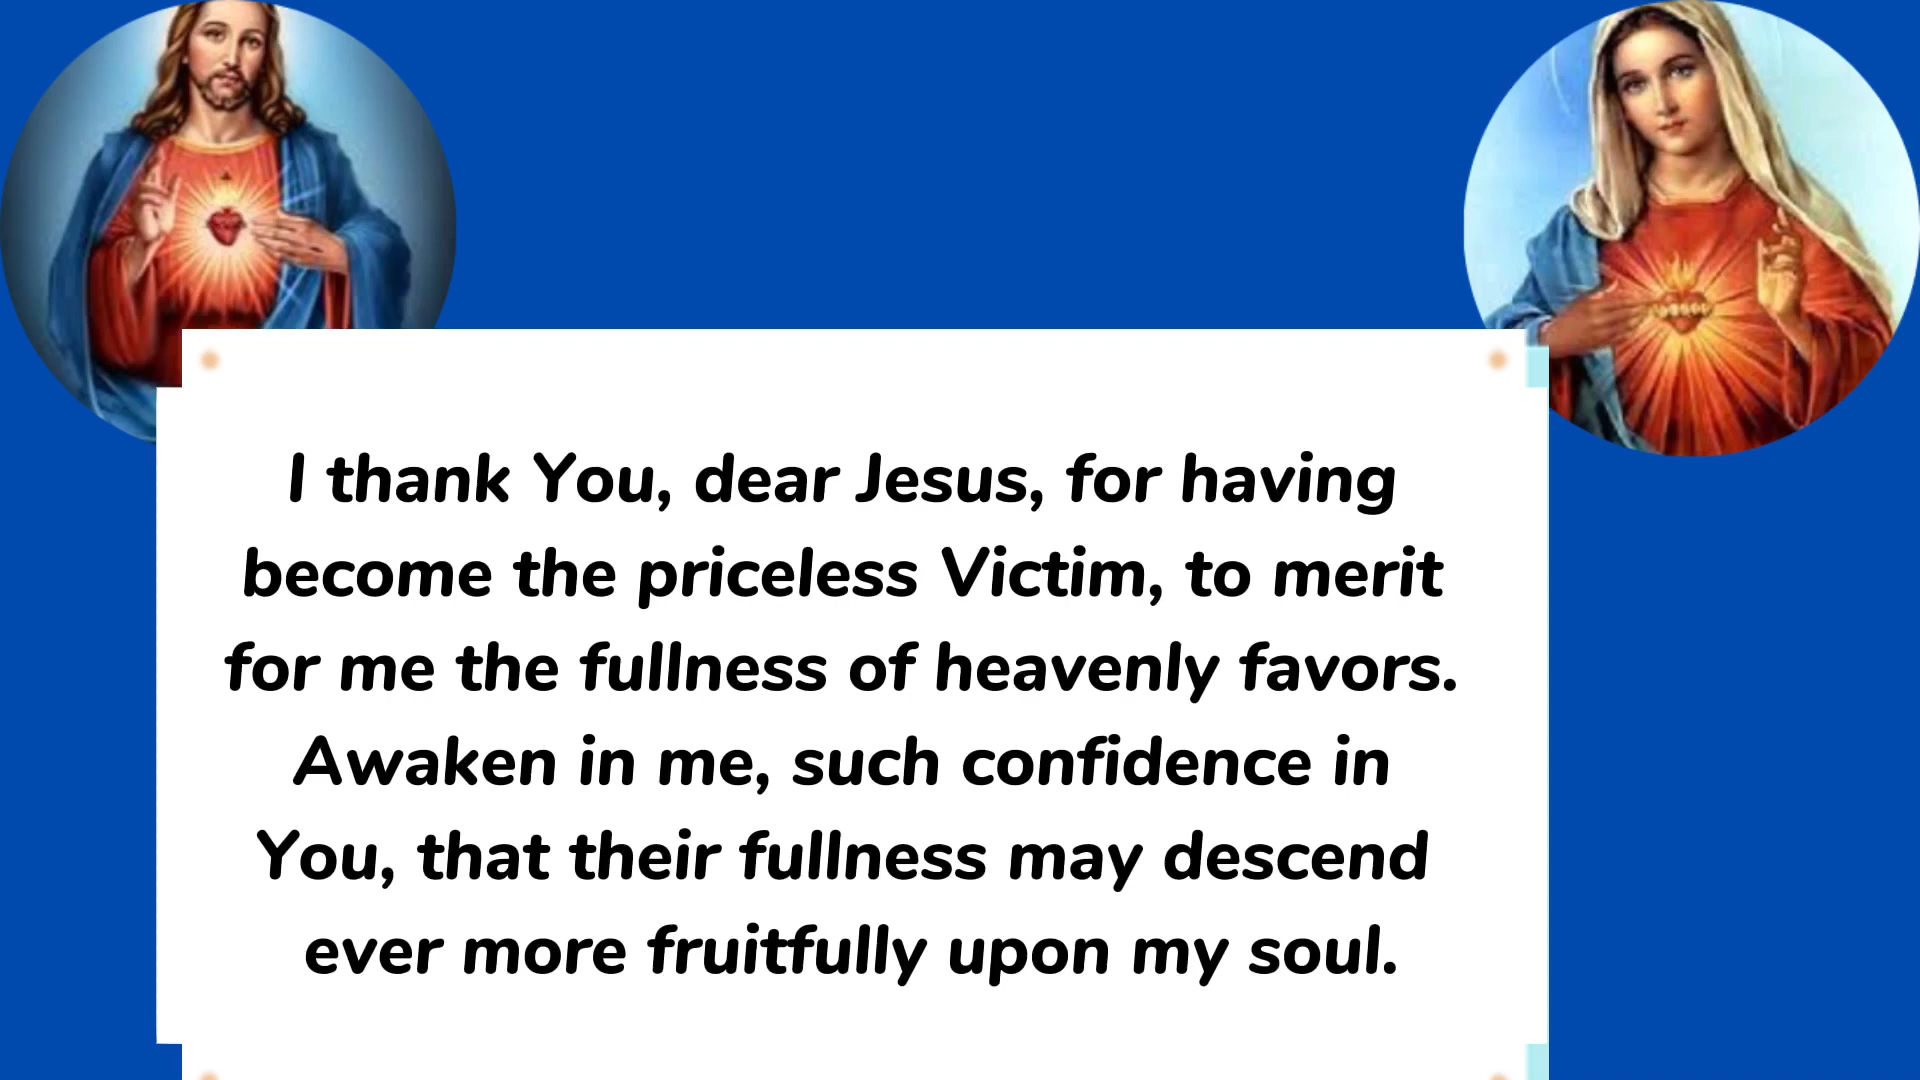 I thank You, dear Jesus, for having
become the priceless Victim, to merit
for me the fullness of heavenly favors.
Awaken in me, such confidence in
You, that their fullness may descend
ever more fruitfully upon my soul.